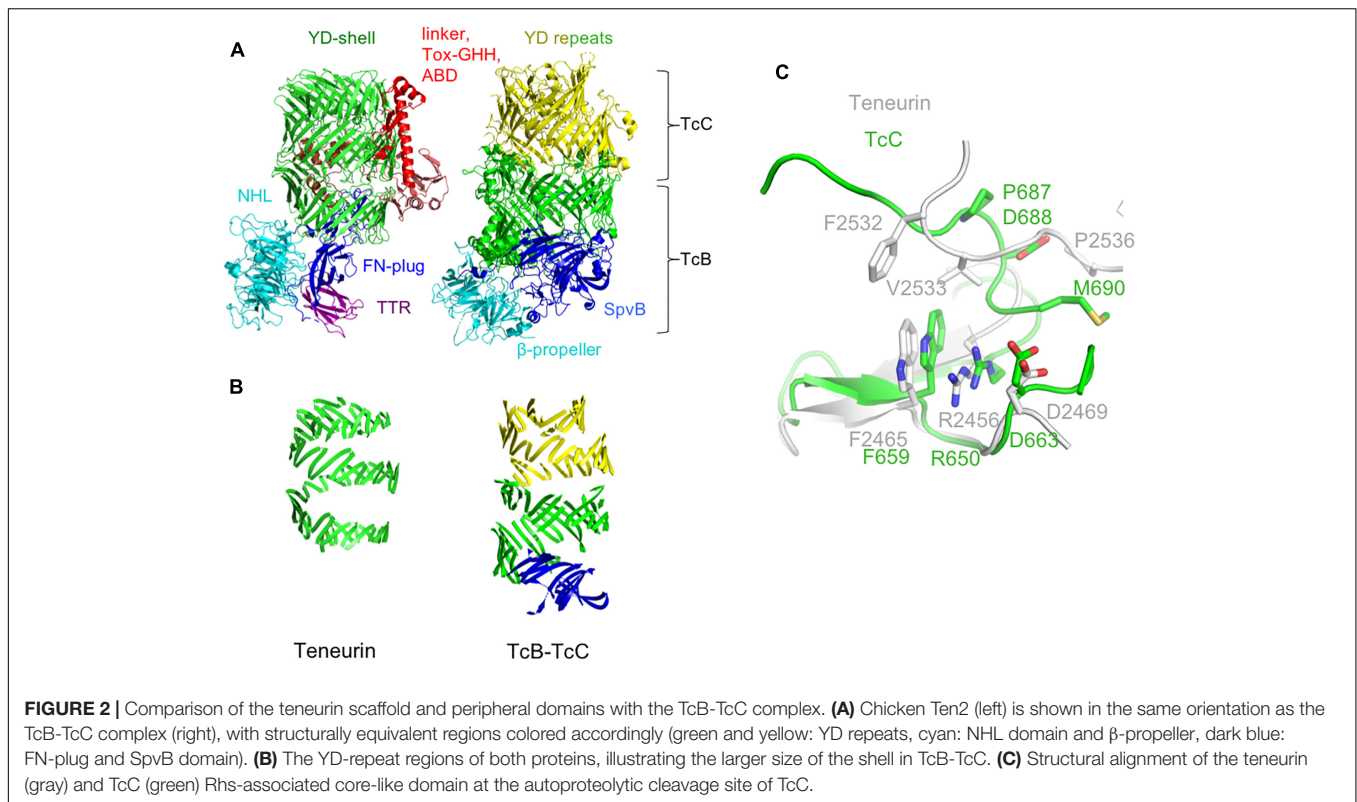 A
YD-shell
linker,
Tox-GHH,
ABD
YD repeats
TcC
NHL
TcB
FN-plug
TTR
SpvB
β-propeller
B
Teneurin
TcB-TcC
C
Teneurin
TcC
P687
D688
F2532
P2536
V2533
M690
R2456
D2469
F2465
D663
F659
R650
FIGURE 2 | Comparison of the teneurin scaffold and peripheral domains with the TcB-TcC complex. (A) Chicken Ten2 (left) is shown in the same orientation as the
TcB-TcC complex (right), with structurally equivalent regions colored accordingly (green and yellow: YD repeats, cyan: NHL domain and β-propeller, dark blue:
FN-plug and SpvB domain). (B) The YD-repeat regions of both proteins, illustrating the larger size of the shell in TcB-TcC. (C) Structural alignment of the teneurin
(gray) and TcC (green) Rhs-associated core-like domain at the autoproteolytic cleavage site of TcC.